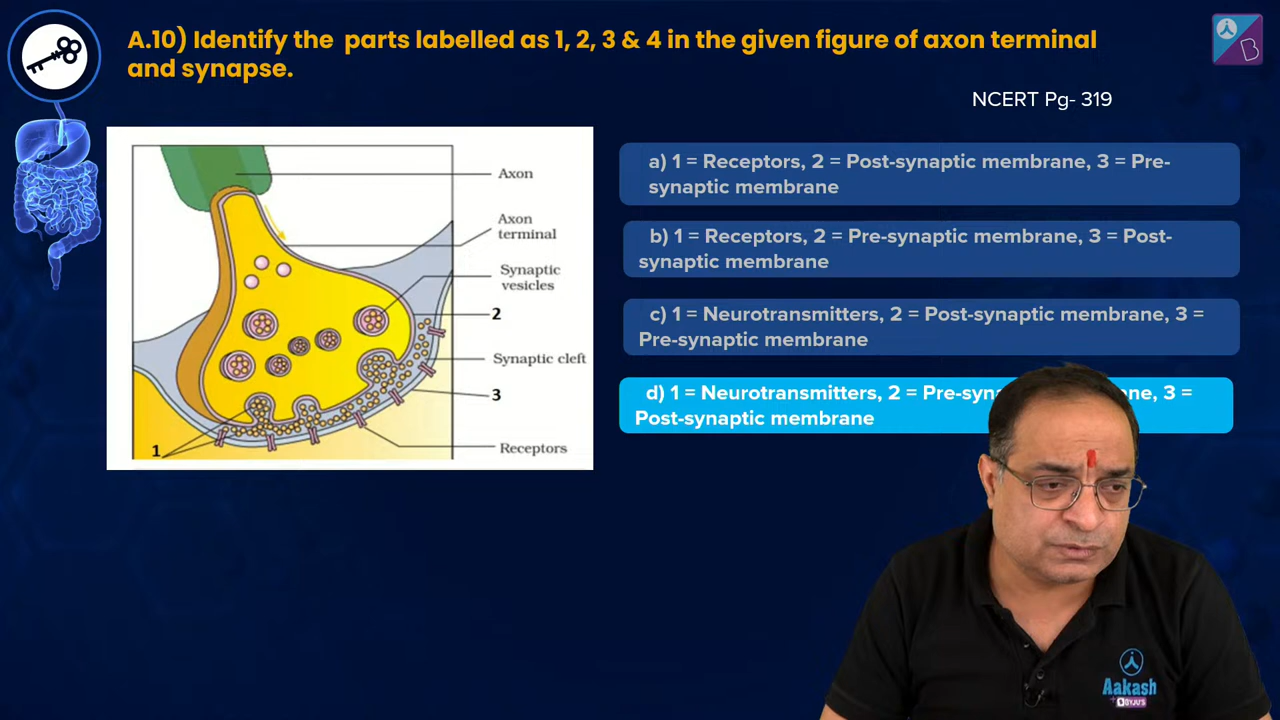 A.10) Identify the parts labelled as 1, 2, 3 & 4 in the given figure of axon terminal
and synapse.
NCERT Pg- 319
B
Axon
Axon
terminal
Synaptic
vesicles
2
Synaptic cleft
3
1
Receptors
a) 1 = Receptors, 2 = Post-synaptic membrane, 3 = Pre-
synaptic membrane
b) 1 = Receptors, 2 = Pre-synaptic membrane, 3 = Post-
synaptic membrane
c) 1 = Neurotransmitters, 2 = Post-synaptic membrane, 3 =
Pre-synaptic membrane
d) 1 = Neurotransmitters, 2 = 3 =
Post-synaptic membrane
Aakash
BYJU'S